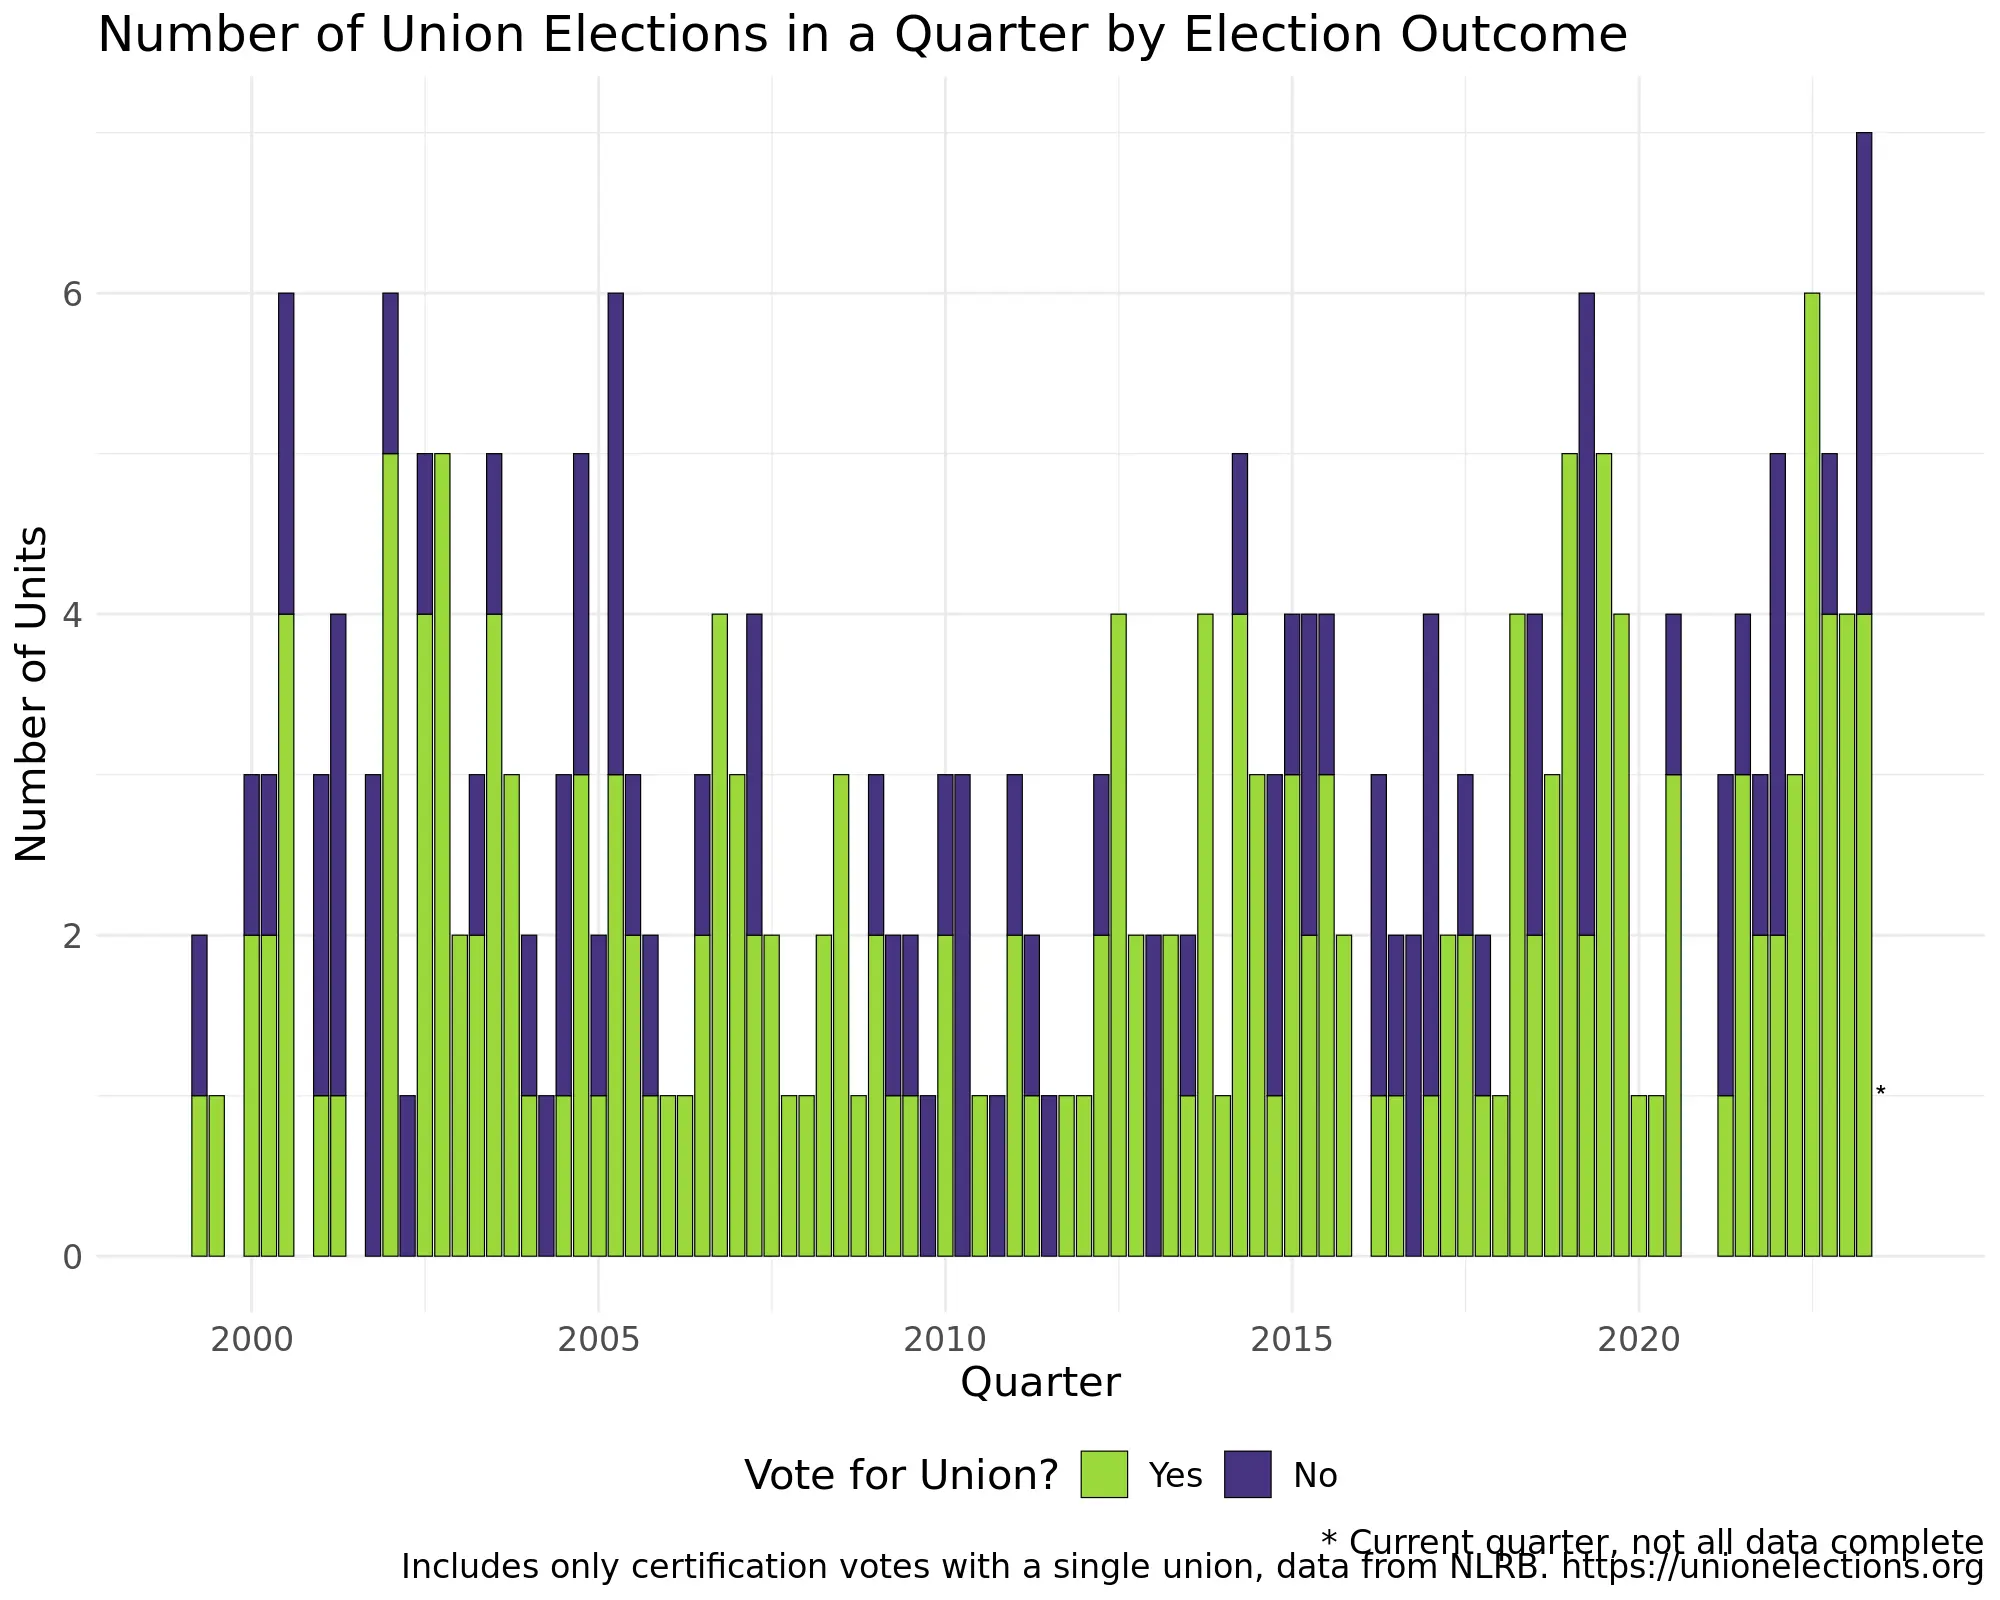 Number of Union Elections in a Quarter by Election Outcome
Number of Units
6
4
2
0
*
2000 2005 2010 2015 2020
Quarter
Vote for Union? Yes No
* Current quarter, not all data complete
Includes only certification votes with a single union, data from NLRB. https://unionelections.org